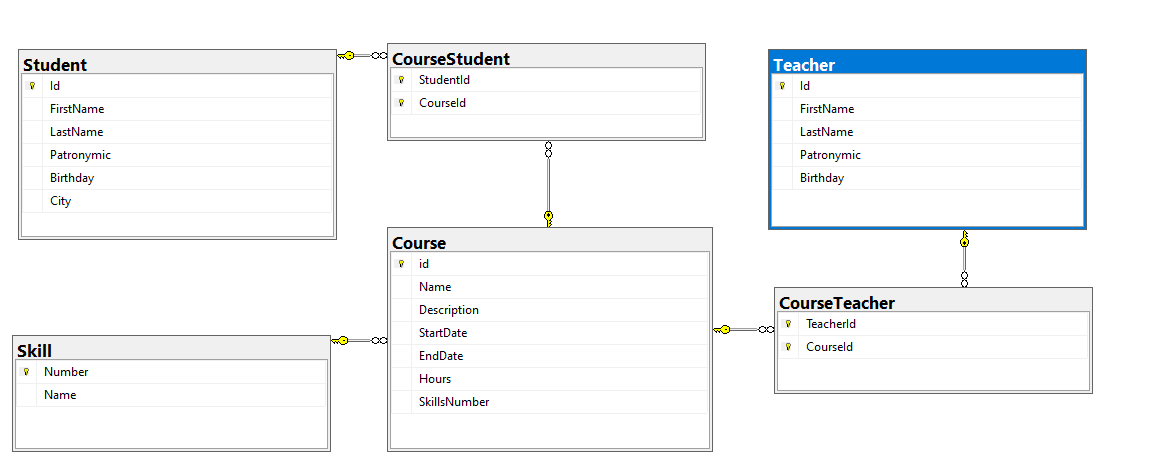 Student
Id
FirstName
LastName
Patronymic
Birthday
City
CourseStudent
StudentId
CourseId
Teacher
Id
FirstName
LastName
Patronymic
Birthday
Course
id
Name
Description
StartDate
EndDate
Hours
SkillsNumber
CourseTeacher
TeacherId
CourseId
Skill
Number
Name